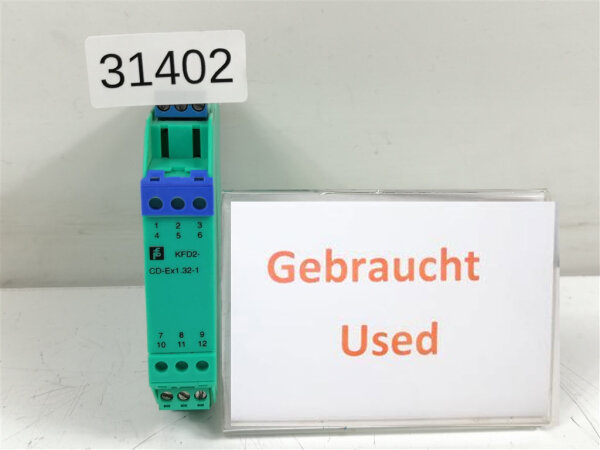 31402
1 2 3
4 5 6
KFD2-
CD-Ex1.32-1
7 8 9
10 11 12
Gebraucht
Used